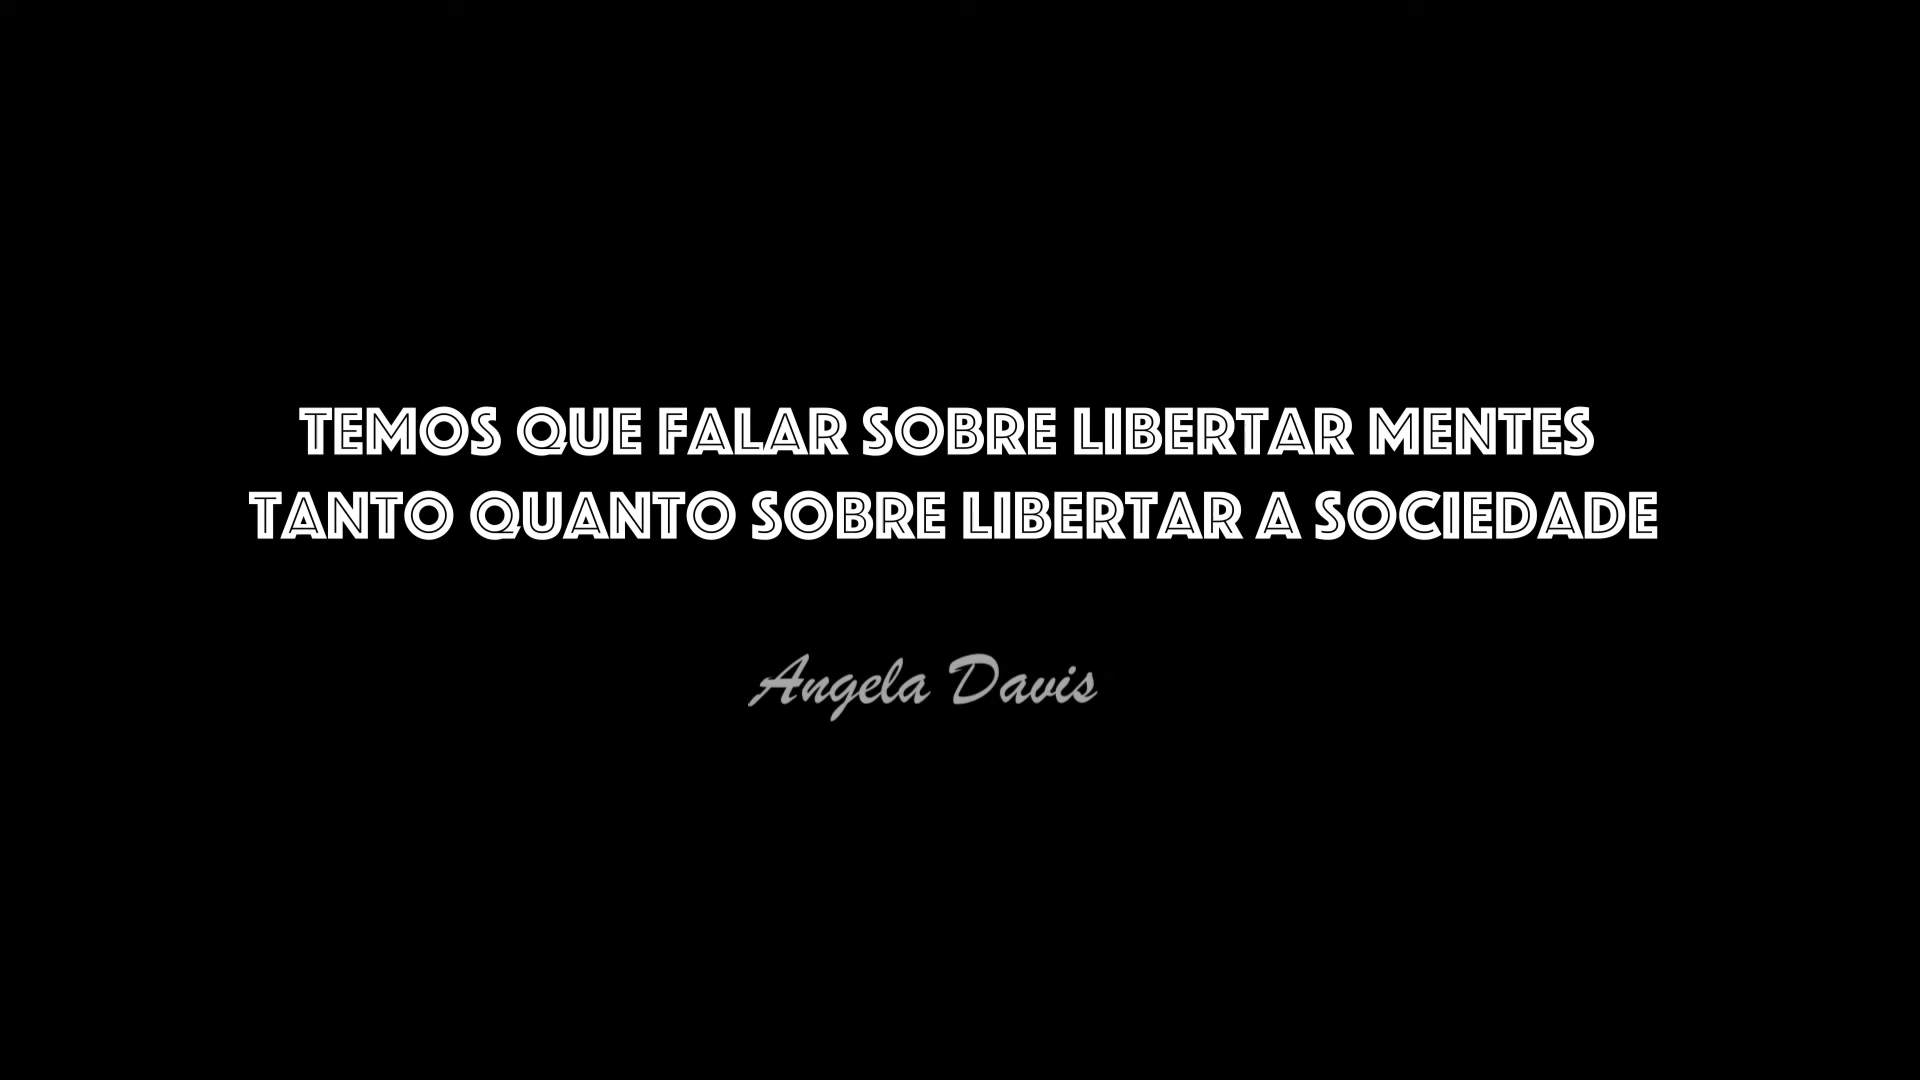 TEMOS QUE FALAR SOBRE LIBERTAR MENTES
TANTO QUANTO SOBRE LIBERTAR A SOCIEDADE
Angela Davis